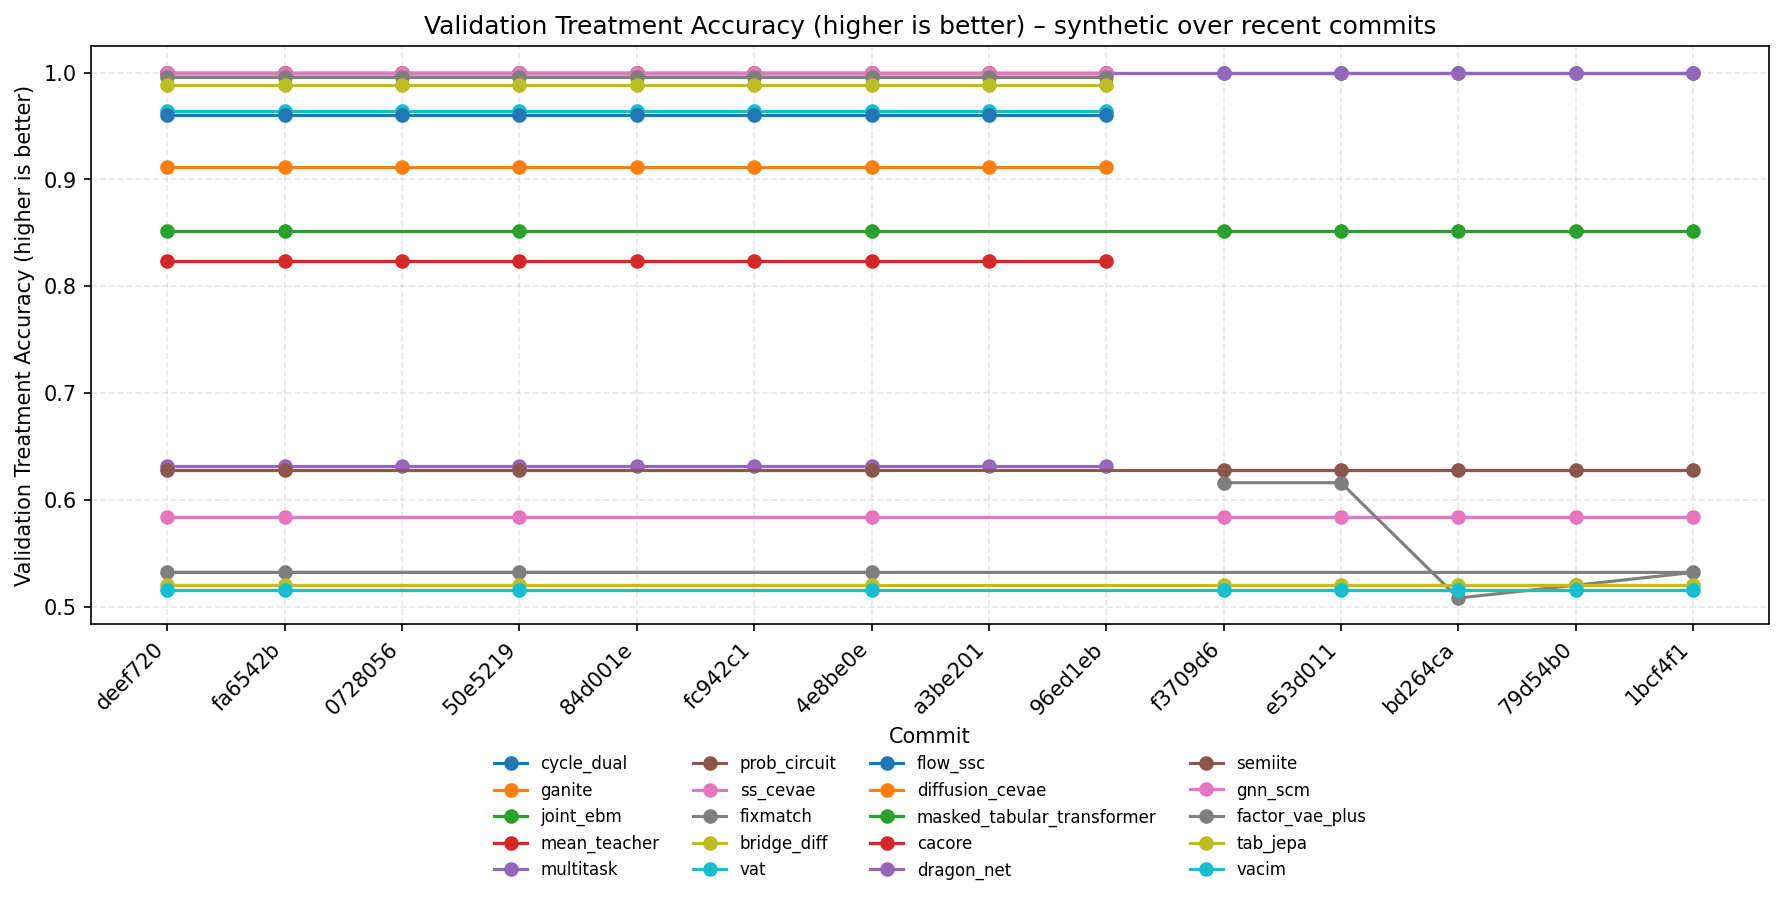 Validation Treatment Accuracy (higher is better) – synthetic over recent commits
Validation Treatment Accuracy (higher is better)
1.0
0.9
0.8
0.7
0.6
0.5
deef720
fa6542b
0728056
50e5219
84d001e
fc942c1
4e8be0e
a3be201
96ed1eb
f3709d6
e53d011
bd264ca
79d54b0
1bcf4f1
Commit
cycle_dual
ganite
joint_ebm
mean_teacher
multitask
prob_circuit
ss_cevae
fixmatch
bridge_diff
vat
flow_ssc
diffusion_cevae
masked_tabular_transformer
cacore
dragon_net
semiite
gnn_scm
factor_vae_plus
tab_jepa
vacim